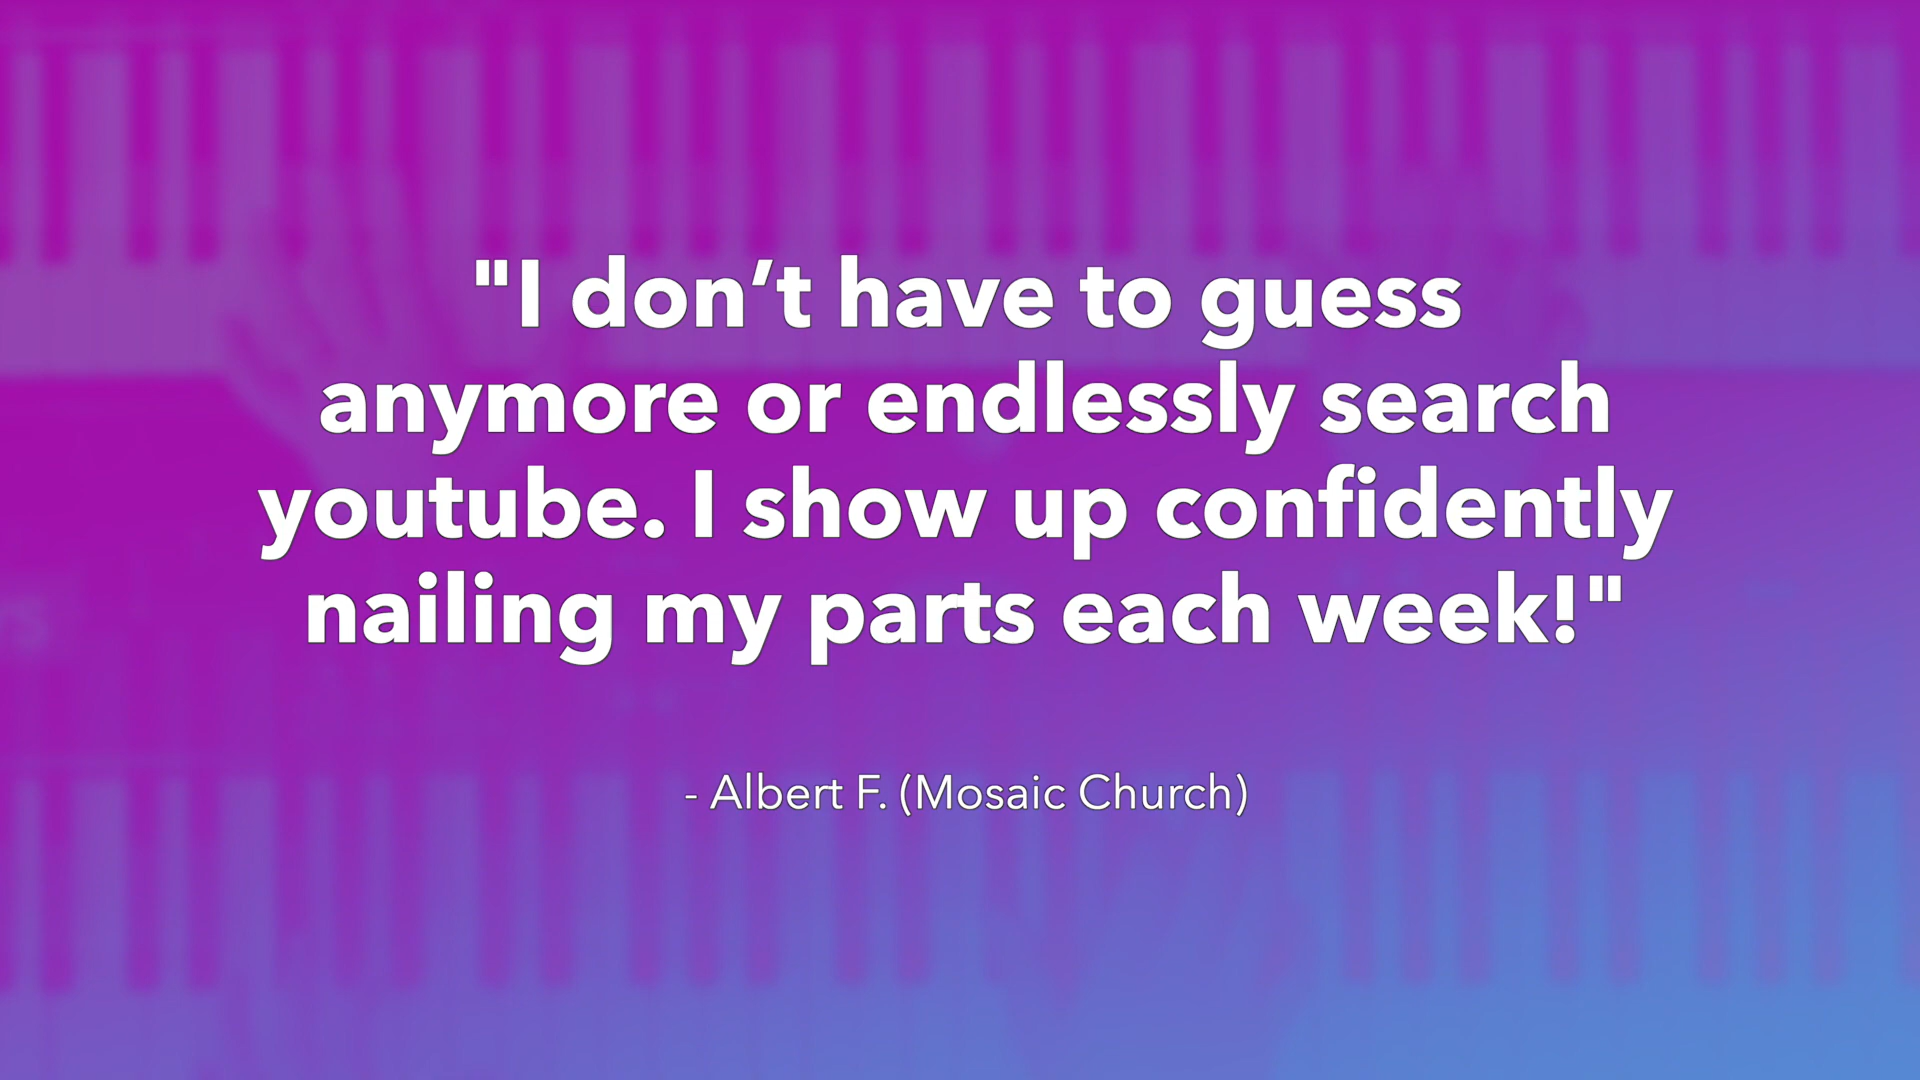 "I don’t have to guess
anymore or endlessly search
youtube. I show up confidently
nailing my parts each week!"
- Albert F. (Mosaic Church)